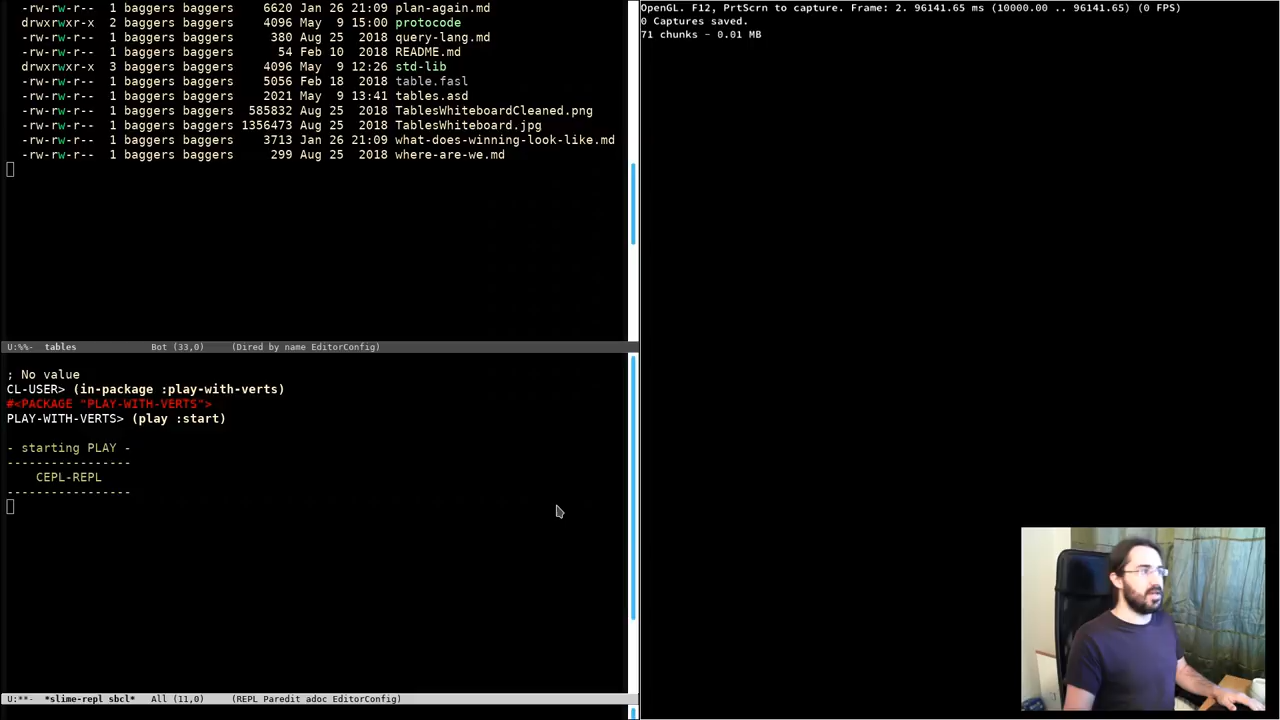 -rw-rw-r-- 1 baggers baggers 6620 Jan 26 21:09 plan-again.md
drwxrwxr-x 2 baggers baggers 4096 May 9 15:00 protocode
-rw-rw-r-- 1 baggers baggers 380 Aug 25 2018 query-lang.md
-rw-rw-r-- 1 baggers baggers 54 Feb 10 2018 README.md
drwxrwxr-x 3 baggers baggers 4096 May 9 12:26 std-lib
-rw-rw-r-- 1 baggers baggers 5056 Feb 18 2018 table.fasl
-rw-rw-r-- 1 baggers baggers 2021 May 9 13:41 tables.asd
-rw-rw-r-- 1 baggers baggers 585832 Aug 25 2018 TablesWhiteboardCleaned.png
-rw-rw-r-- 1 baggers baggers 1356473 Aug 25 2018 TablesWhiteboard.jpg
-rw-rw-r-- 1 baggers baggers 3713 Jan 26 21:09 what-does-winning-look-like.md
-rw-rw-r-- 1 baggers baggers 299 Aug 25 2018 where-are-we.md
U:%%- tables Bot (33,0) (Dired by name EditorConfig)
; No value
CL-USER> (in-package :play-with-verts)
#<PACKAGE "PLAY-WITH-VERTS">
PLAY-WITH-VERTS> (play :start)
- starting PLAY -
-----------------
CEPL-REPL
-----------------
U:**- *slime-repl sbcl* All (11,0) (REPL Paredit adoc EditorConfig)
OpenGL. F12, PrtScrn to capture. Frame: 2. 96141.65 ms (10000.00 .. 96141.65) (0 FPS)
0 Captures saved.
71 chunks - 0.01 MB